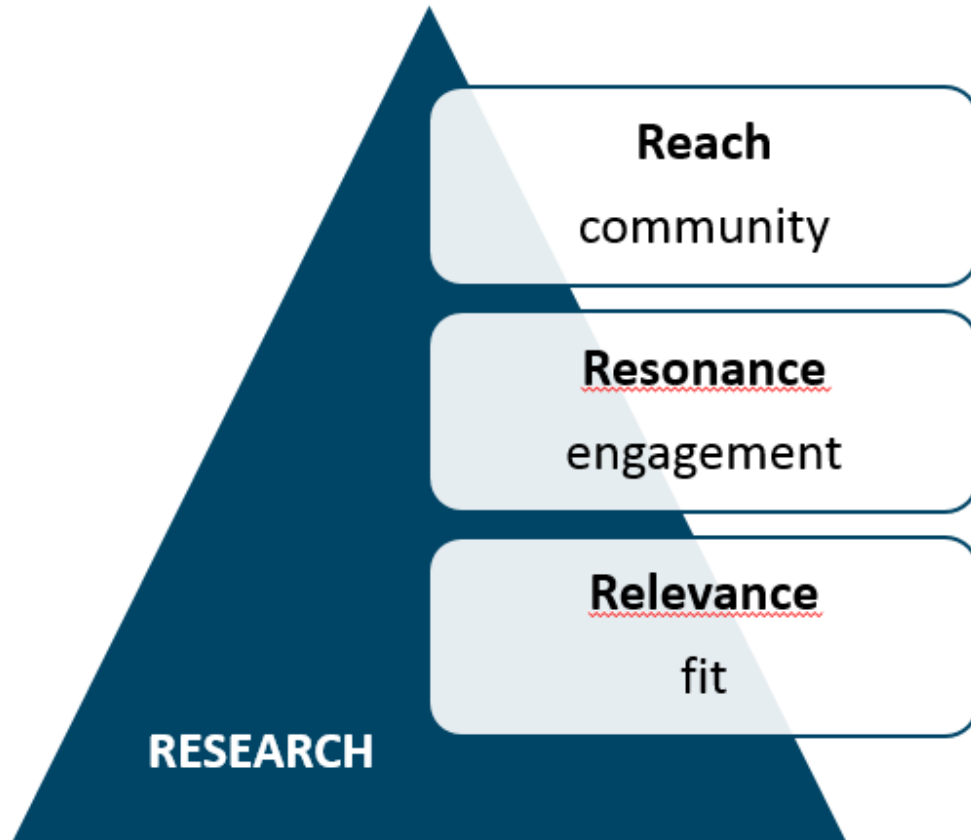 Reach
community
Resonance
engagement
Relevance
fit
RESEARCH